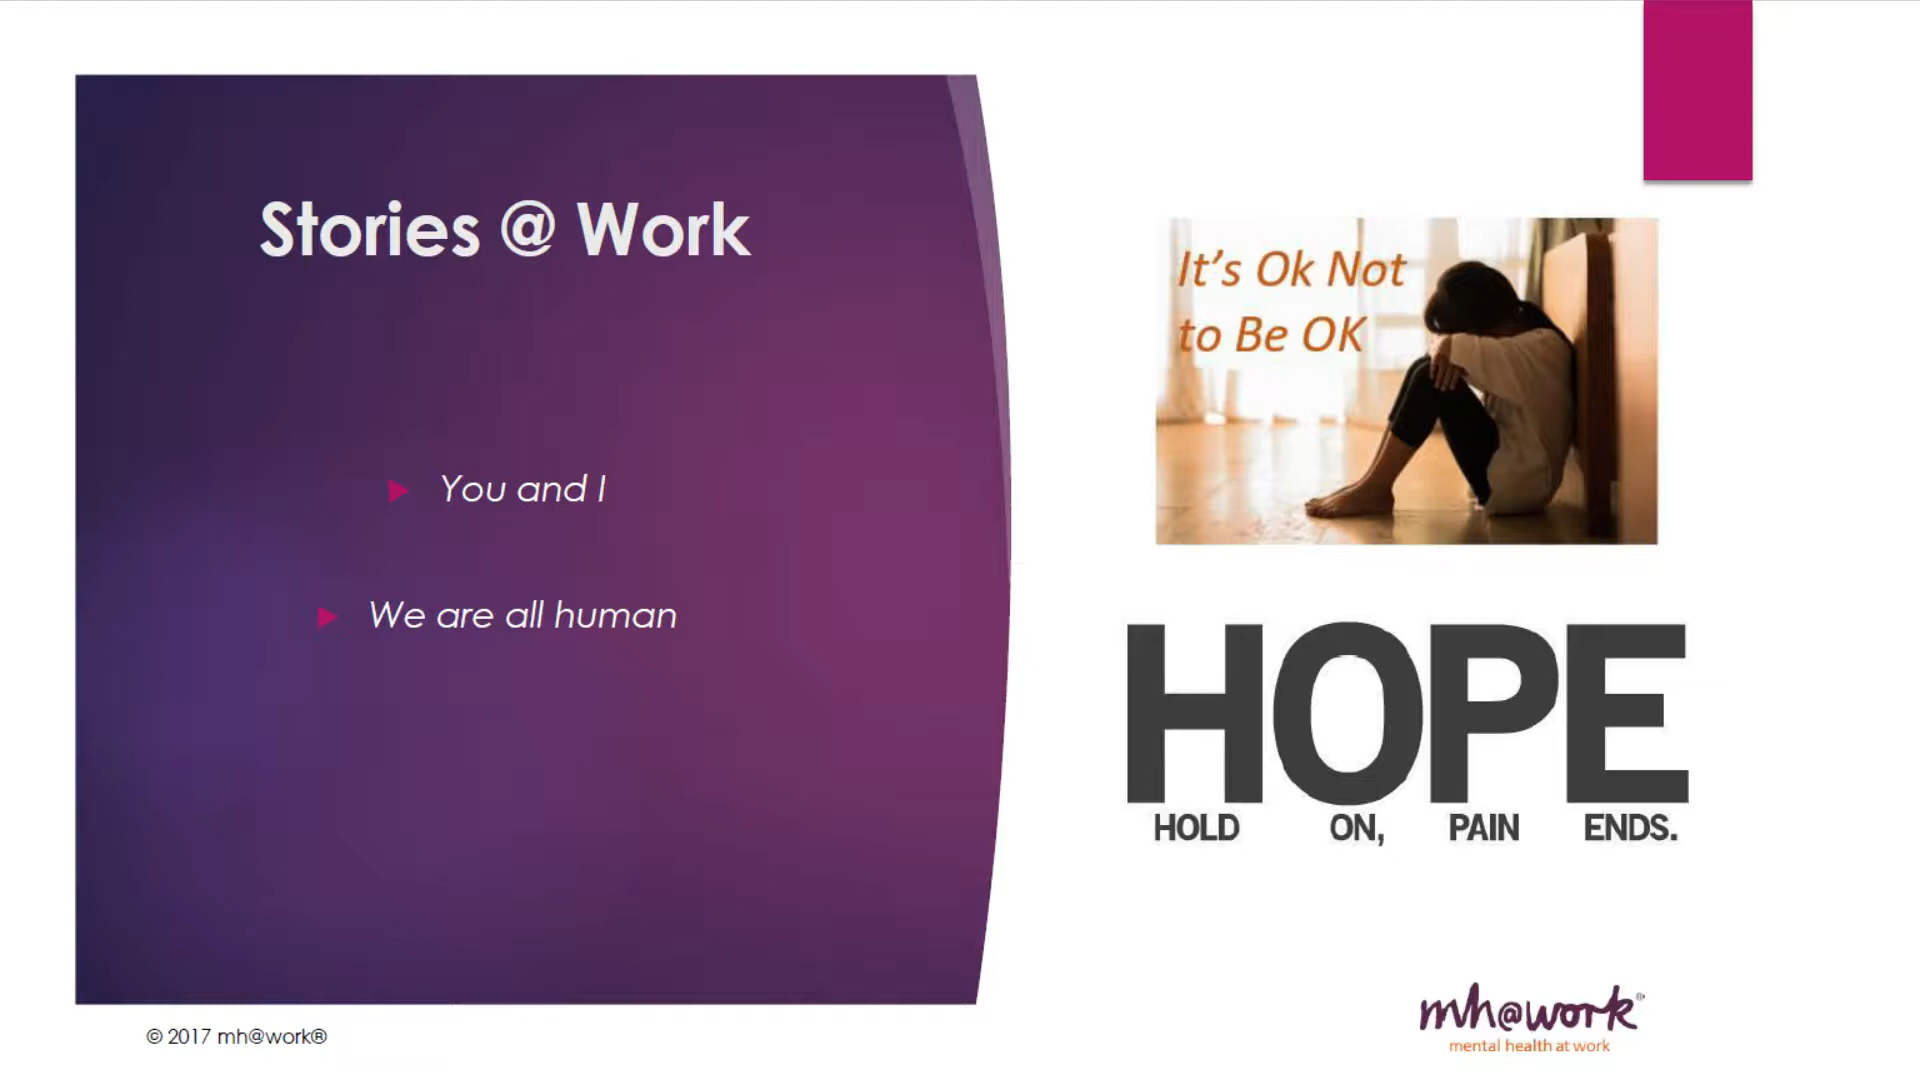 Stories @ Work
You and I
We are all human
It's Ok Not
to Be OK
HOPE
HOLD ON, PAIN ENDS.
© 2017 mh@work®
mh@work®
mental health at work